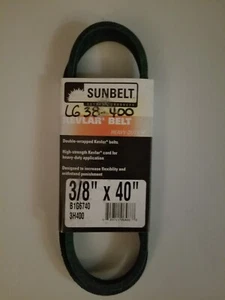 SUNBELT
LG 38-400
KEVLAR® BELT
Double-wrapped Kevlar® belts
High-strength Kevlar® cord for
heavy-duty application
Designed to increase flexibility and
withstand punishment
3/8" x 40"
B1SB740
3H400